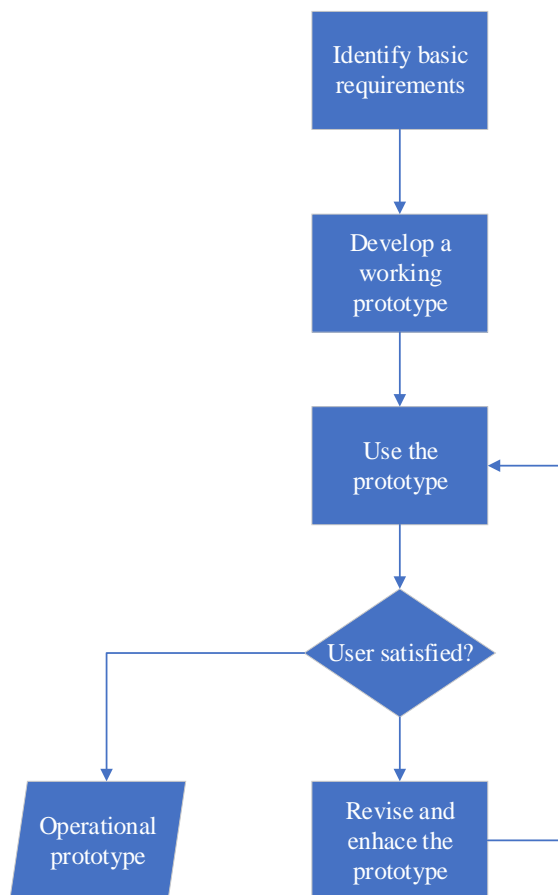 Identify basic
requirements
Develop a
working
prototype
Use the
prototype
User satisfied?
Operational
prototype
Revise and
enhace the
prototype